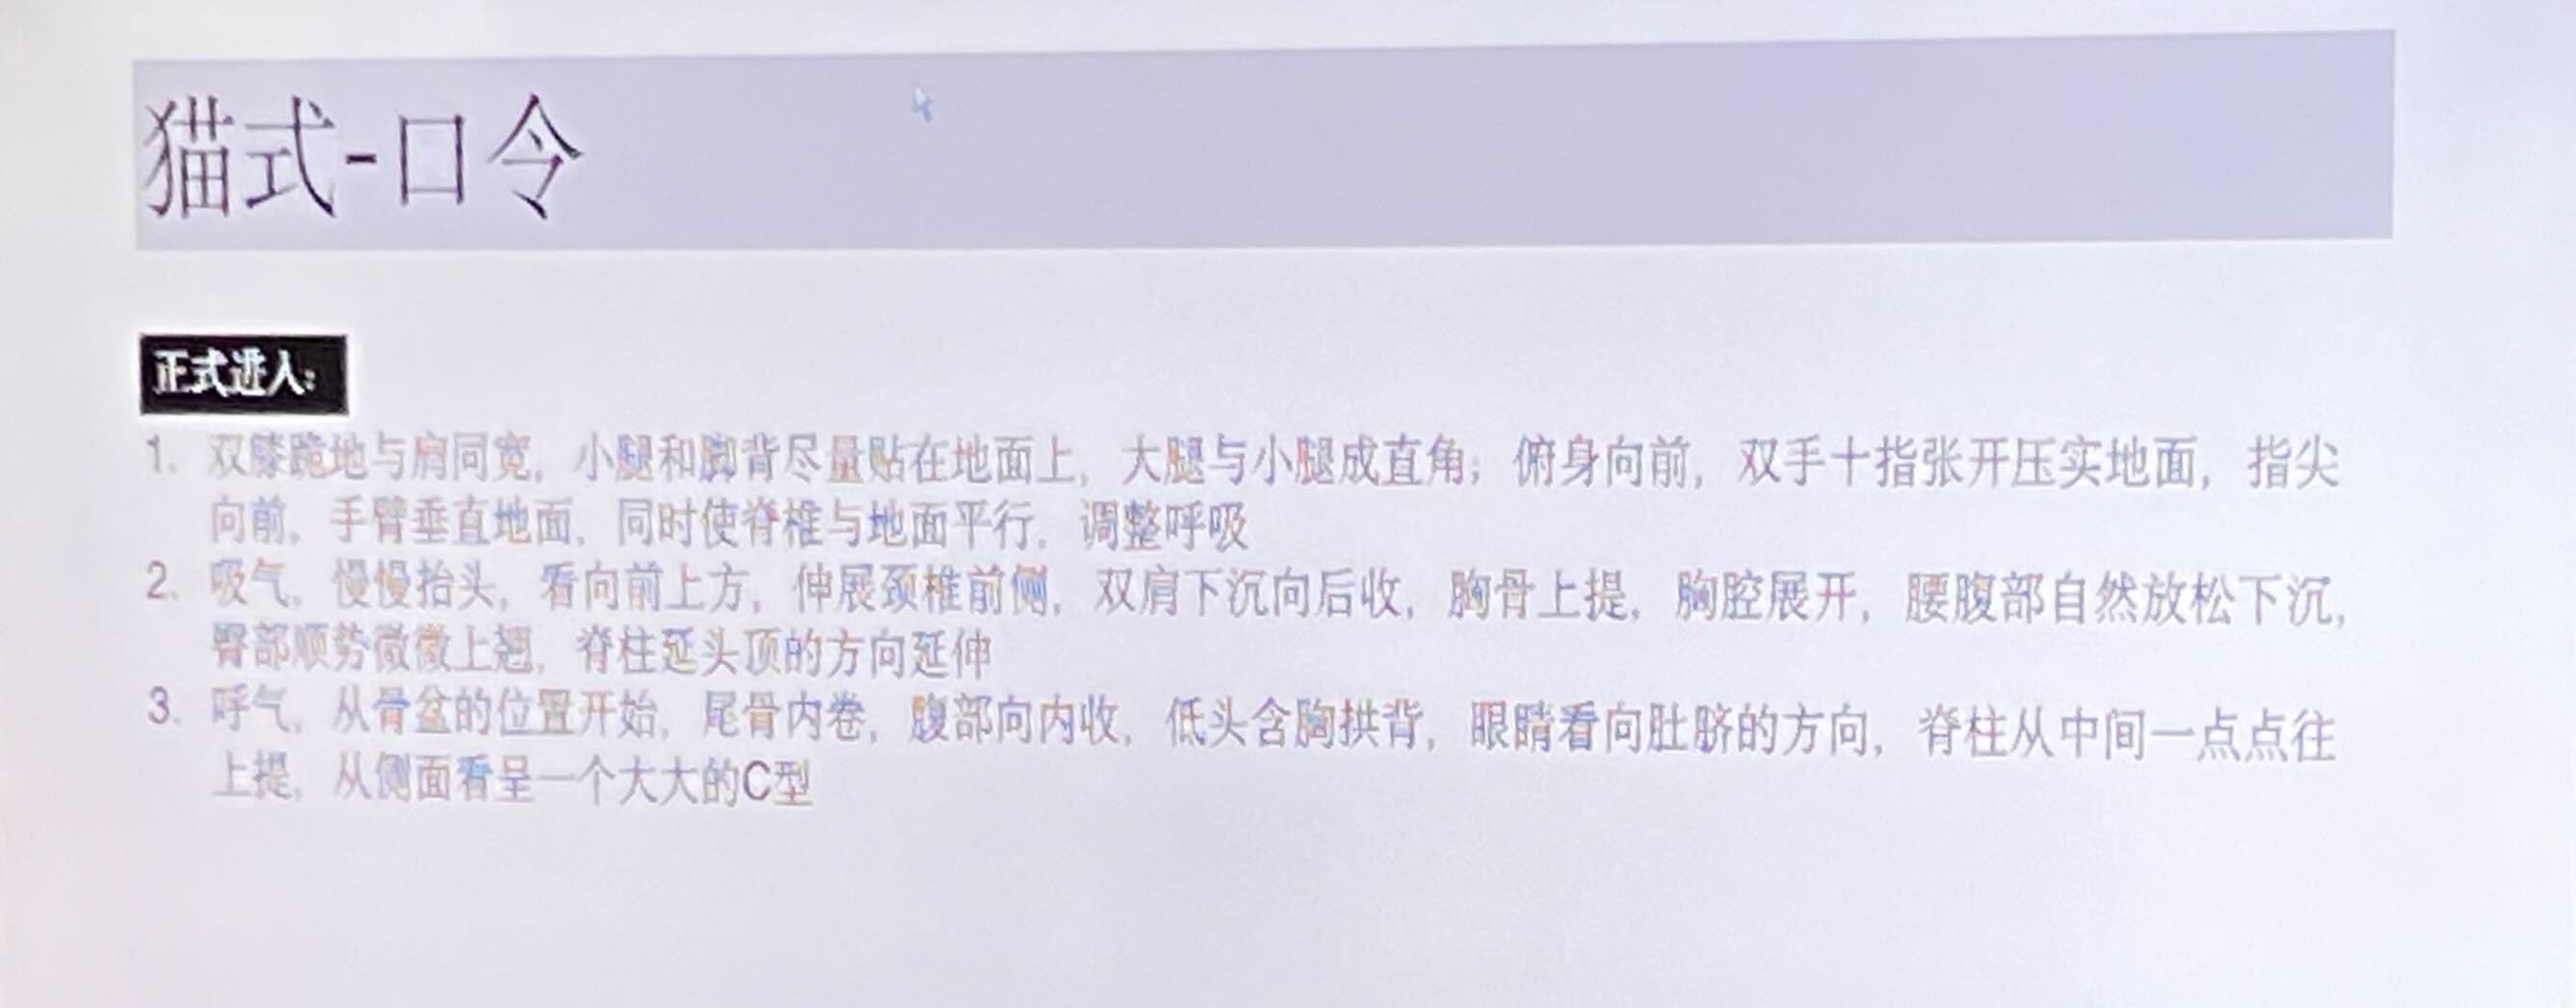 猫式-口令
正式进入：
1. 双膝跪地与肩同宽，小腿和脚背尽量贴在地面上，大腿与小腿成直角；俯身向前，双手十指张开压实地面，指尖
向前，手臂垂直地面，同时使脊椎与地面平行，调整呼吸
2. 吸气，慢慢抬头，看向前上方，伸展颈椎前侧，双肩下沉向后收，胸骨上提，胸腔展开，腰腹部自然放松下沉，
臀部顺势微微上翘，脊柱延头顶的方向延伸
3. 呼气，从骨盆的位置开始，尾骨内卷，腹部向内收，低头含胸拱背，眼睛看向肚脐的方向，脊柱从中间一点点往
上提，从侧面看呈一个大大的C型